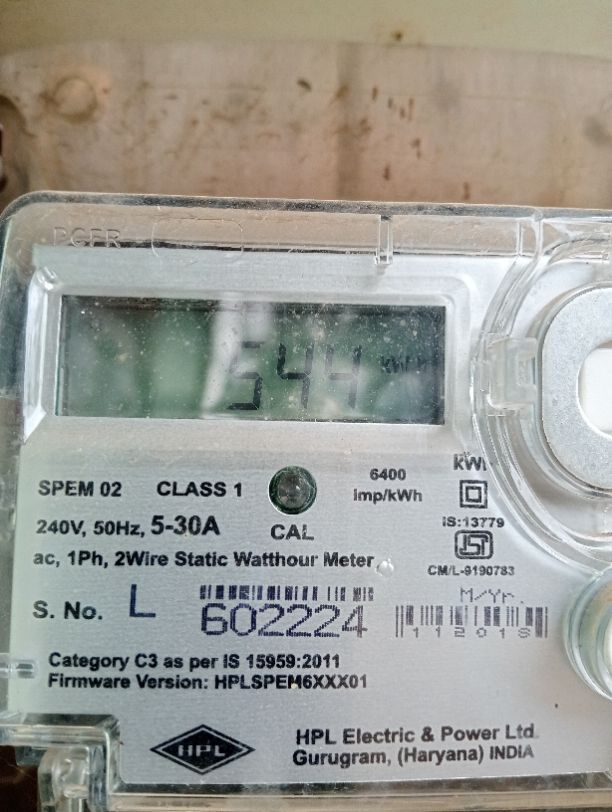 544 kWh
SPEM 02 CLASS 1
6400
imp/kWh
240V, 50Hz, 5-30A
CAL
IS:13779
ISI
ac, 1Ph, 2Wire Static Watthour Meter
CM/L-9190783
S. No. L 602224
M/Yr.
Category C3 as per IS 15959:2011
Firmware Version: HPLSPEM6XXX01
HPL
HPL Electric & Power Ltd.
Gurugram, (Haryana) INDIA